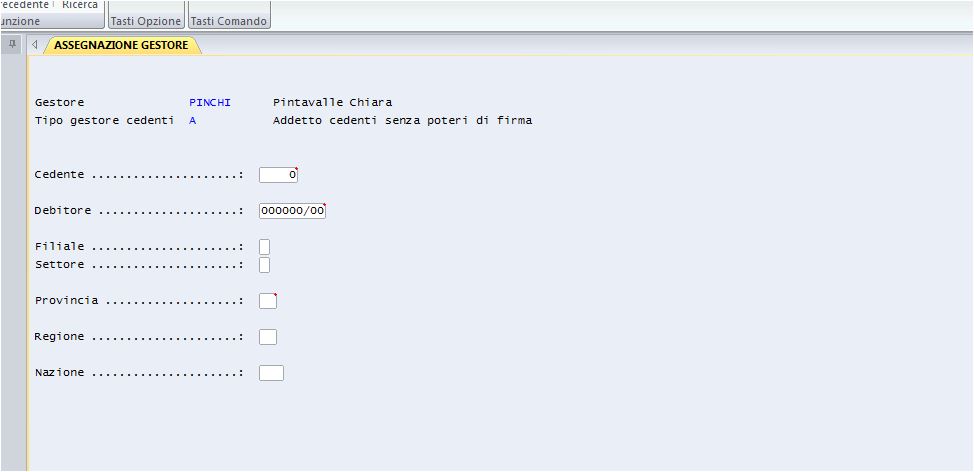 recedente Ricerca
unzione Tasti Opzione Tasti Comando
ASSEGNAZIONE GESTORE
Gestore PINCHI Pintavalle Chiara
Tipo gestore cedenti A Addetto cedenti senza poteri di firma
Cedente .....................: 0
Debitore ....................: 000000/00
Filiale .....................:
Settore .....................:
Provincia ...................:
Regione .....................:
Nazione .....................: